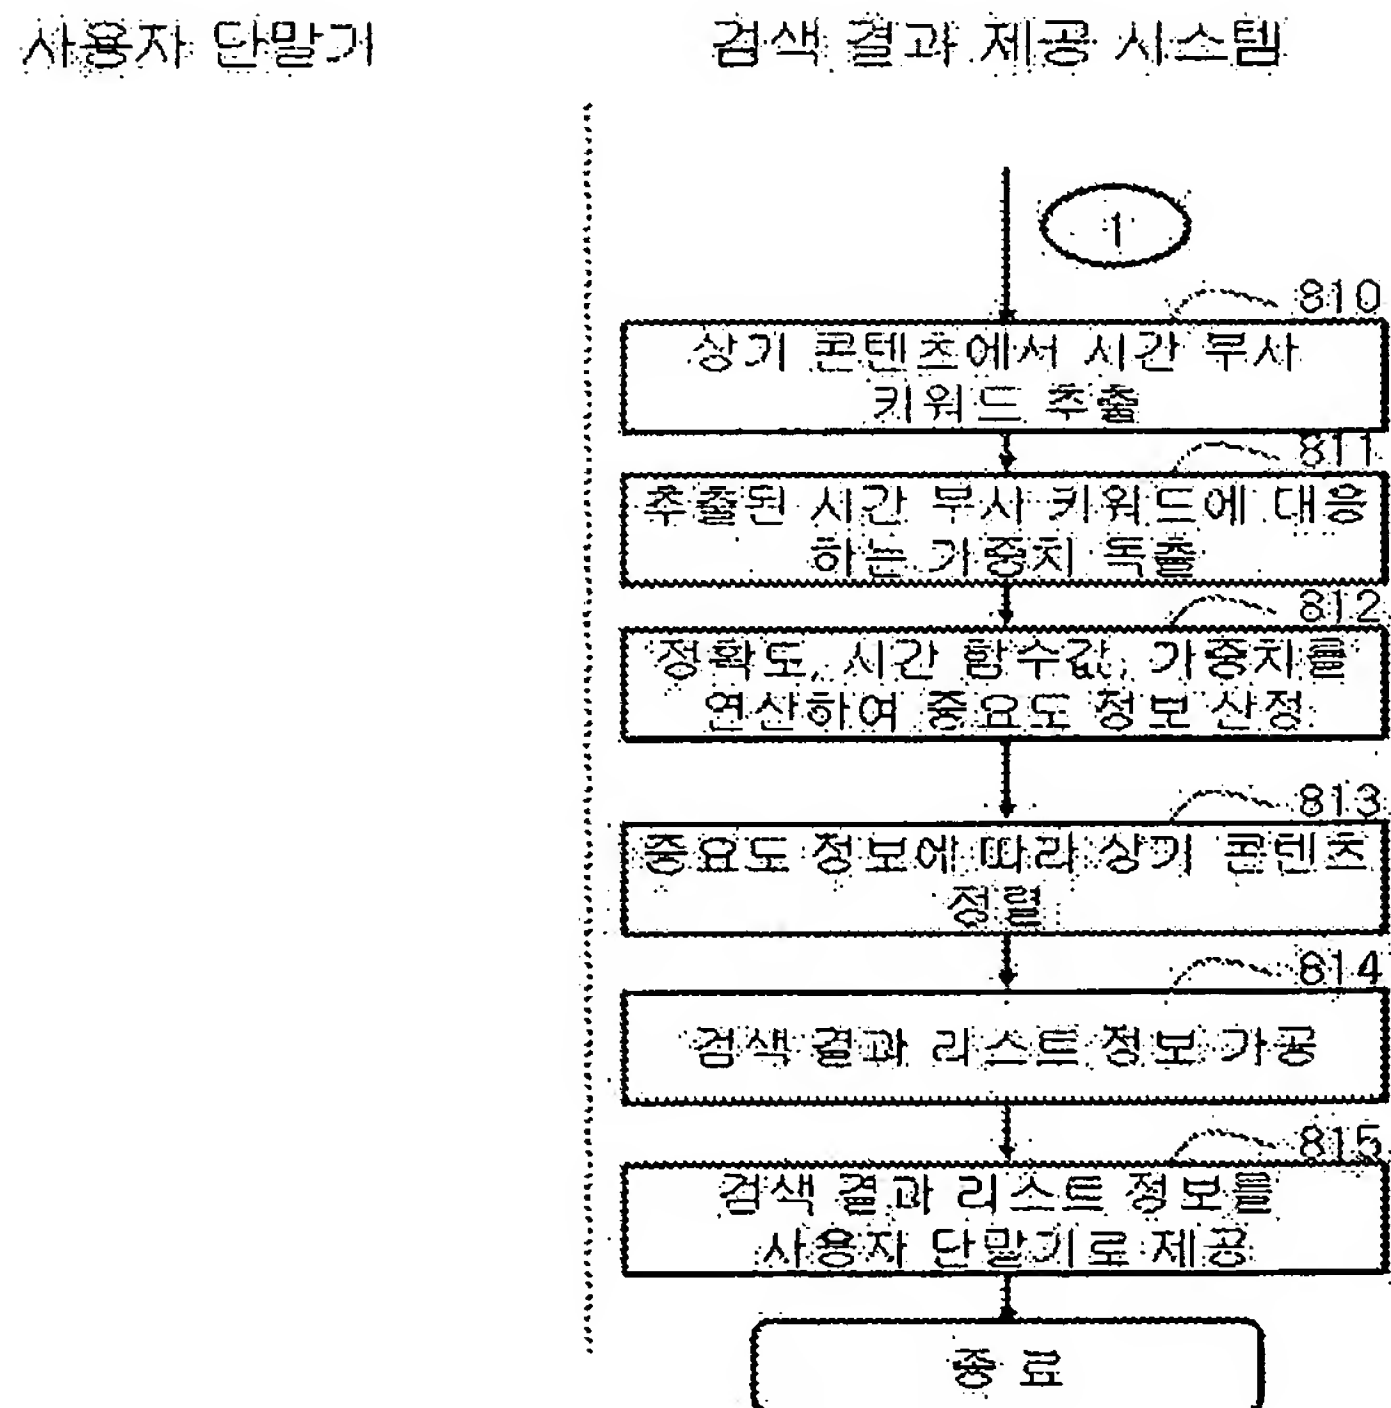 사용자 단말기
검색 결과 제공 시스템
1
810
상기 콘텐츠에서 시간 부사
키워드 추출
811
추출된 시간 부사 키워드에 대응
하는 가중치 독출
812
정확도, 시간 함수값, 가중치를
연산하여 중요도 정보 산정
813
중요도 정보에 따라 상기 콘텐츠
정렬
814
검색 결과 리스트 정보 가공
815
검색 결과 리스트 정보를
사용자 단말기로 제공
종 료